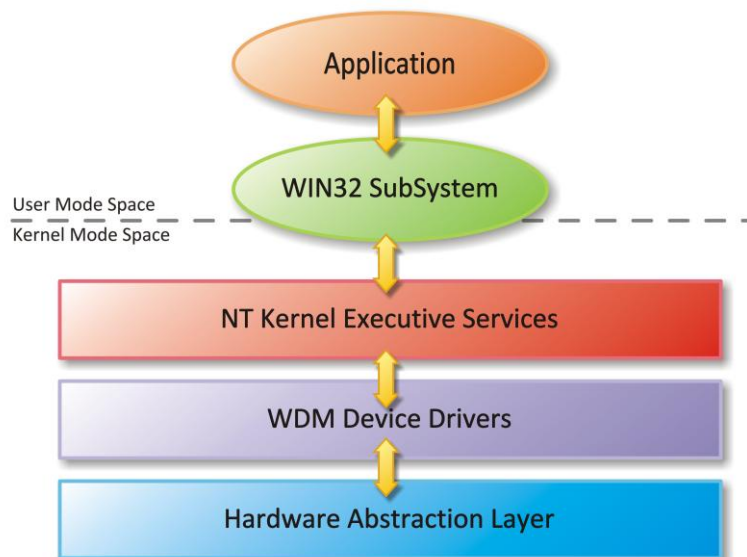 Application
WIN32 SubSystem
User Mode Space
Kernel Mode Space
NT Kernel Executive Services
WDM Device Drivers
Hardware Abstraction Layer